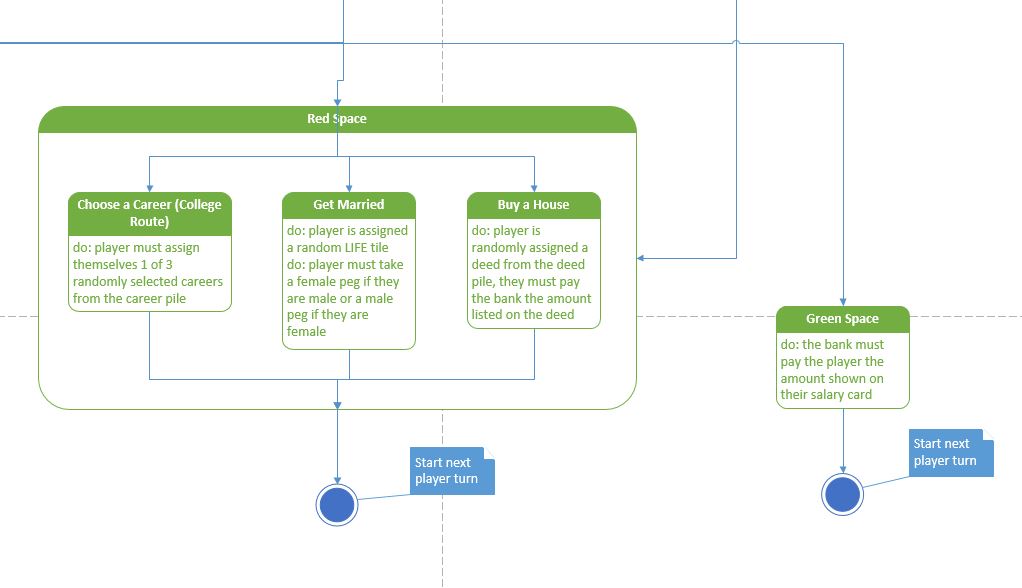 Red Space
Choose a Career (College
Route)
do: player must assign
themselves 1 of 3
randomly selected careers
from the career pile
Get Married
do: player is assigned
a random LIFE tile
do: player must take
a female peg if they
are male or a male
peg if they are
female
Buy a House
do: player is
randomly assigned a
deed from the deed
pile, they must pay
the bank the amount
listed on the deed
Green Space
do: the bank must
pay the player the
amount shown on
their salary card
Start next
player turn
Start next
player turn